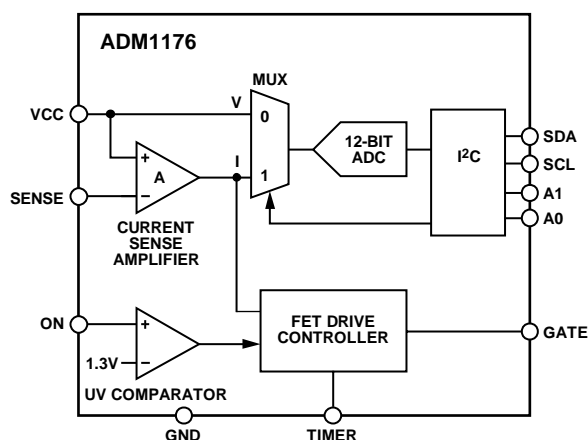 ADM1176
MUX
VCC
V
0
12-BIT
ADC
I²C
SDA
SCL
A1
A0
+
A
–
I
1
SENSE
CURRENT
SENSE
AMPLIFIER
ON
+
1.3V
–
UV COMPARATOR
FET DRIVE
CONTROLLER
GATE
GND
TIMER